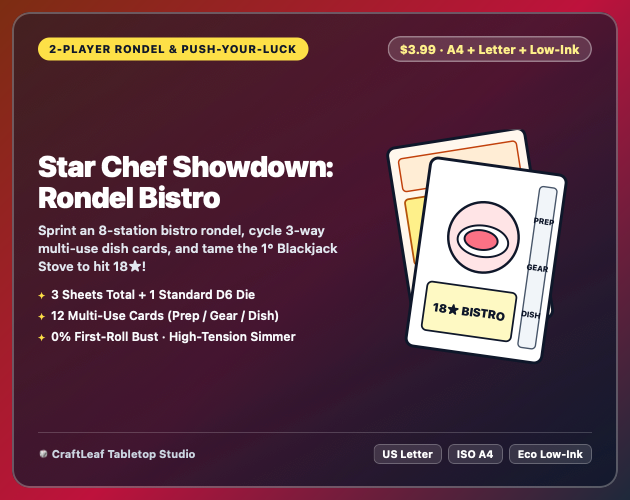 2-PLAYER RONDEL & PUSH-YOUR-LUCK
$3.99 · A4 + Letter + Low-Ink
Star Chef Showdown:
Rondel Bistro
Sprint an 8-station bistro rondel, cycle 3-way
multi-use dish cards, and tame the 1° Blackjack
Stove to hit 18★!
3 Sheets Total + 1 Standard D6 Die
12 Multi-Use Cards (Prep / Gear / Dish)
0% First-Roll Bust · High-Tension Simmer
PREP
GEAR
DISH
18★ BISTRO
CraftLeaf Tabletop Studio
US Letter
ISO A4
Eco Low-Ink